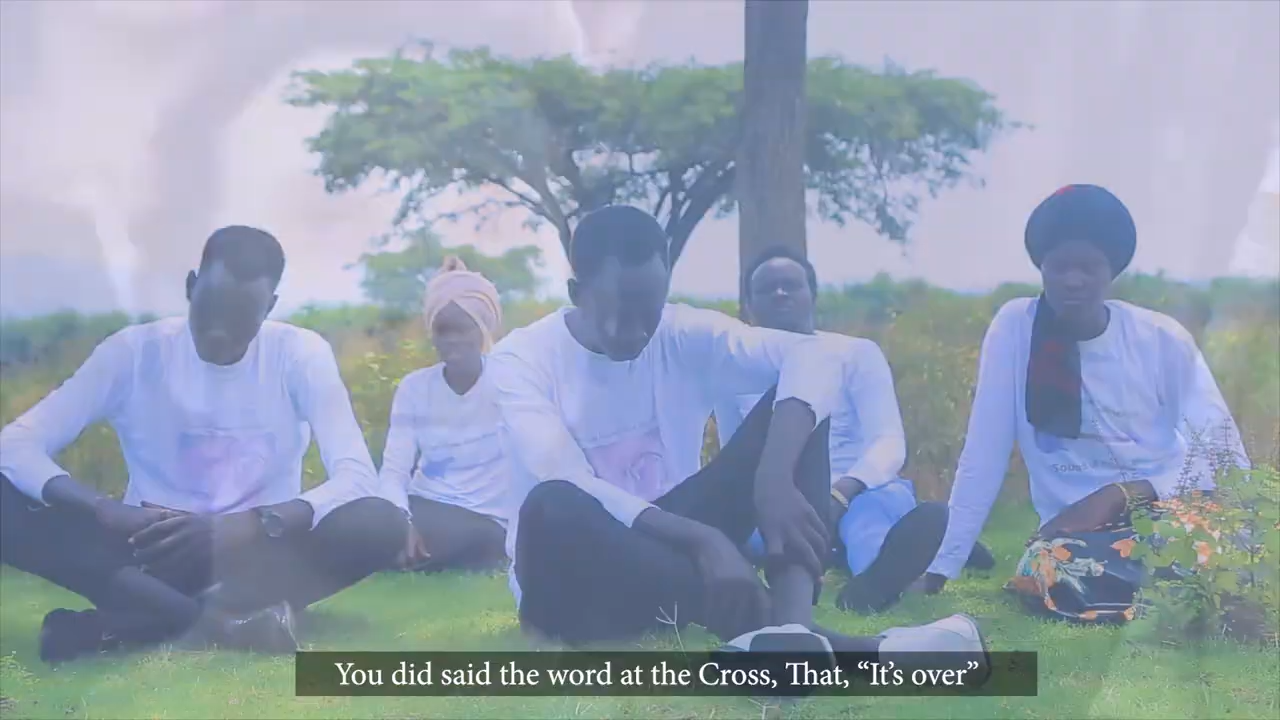 You did said the word at the Cross, That, “It’s over”